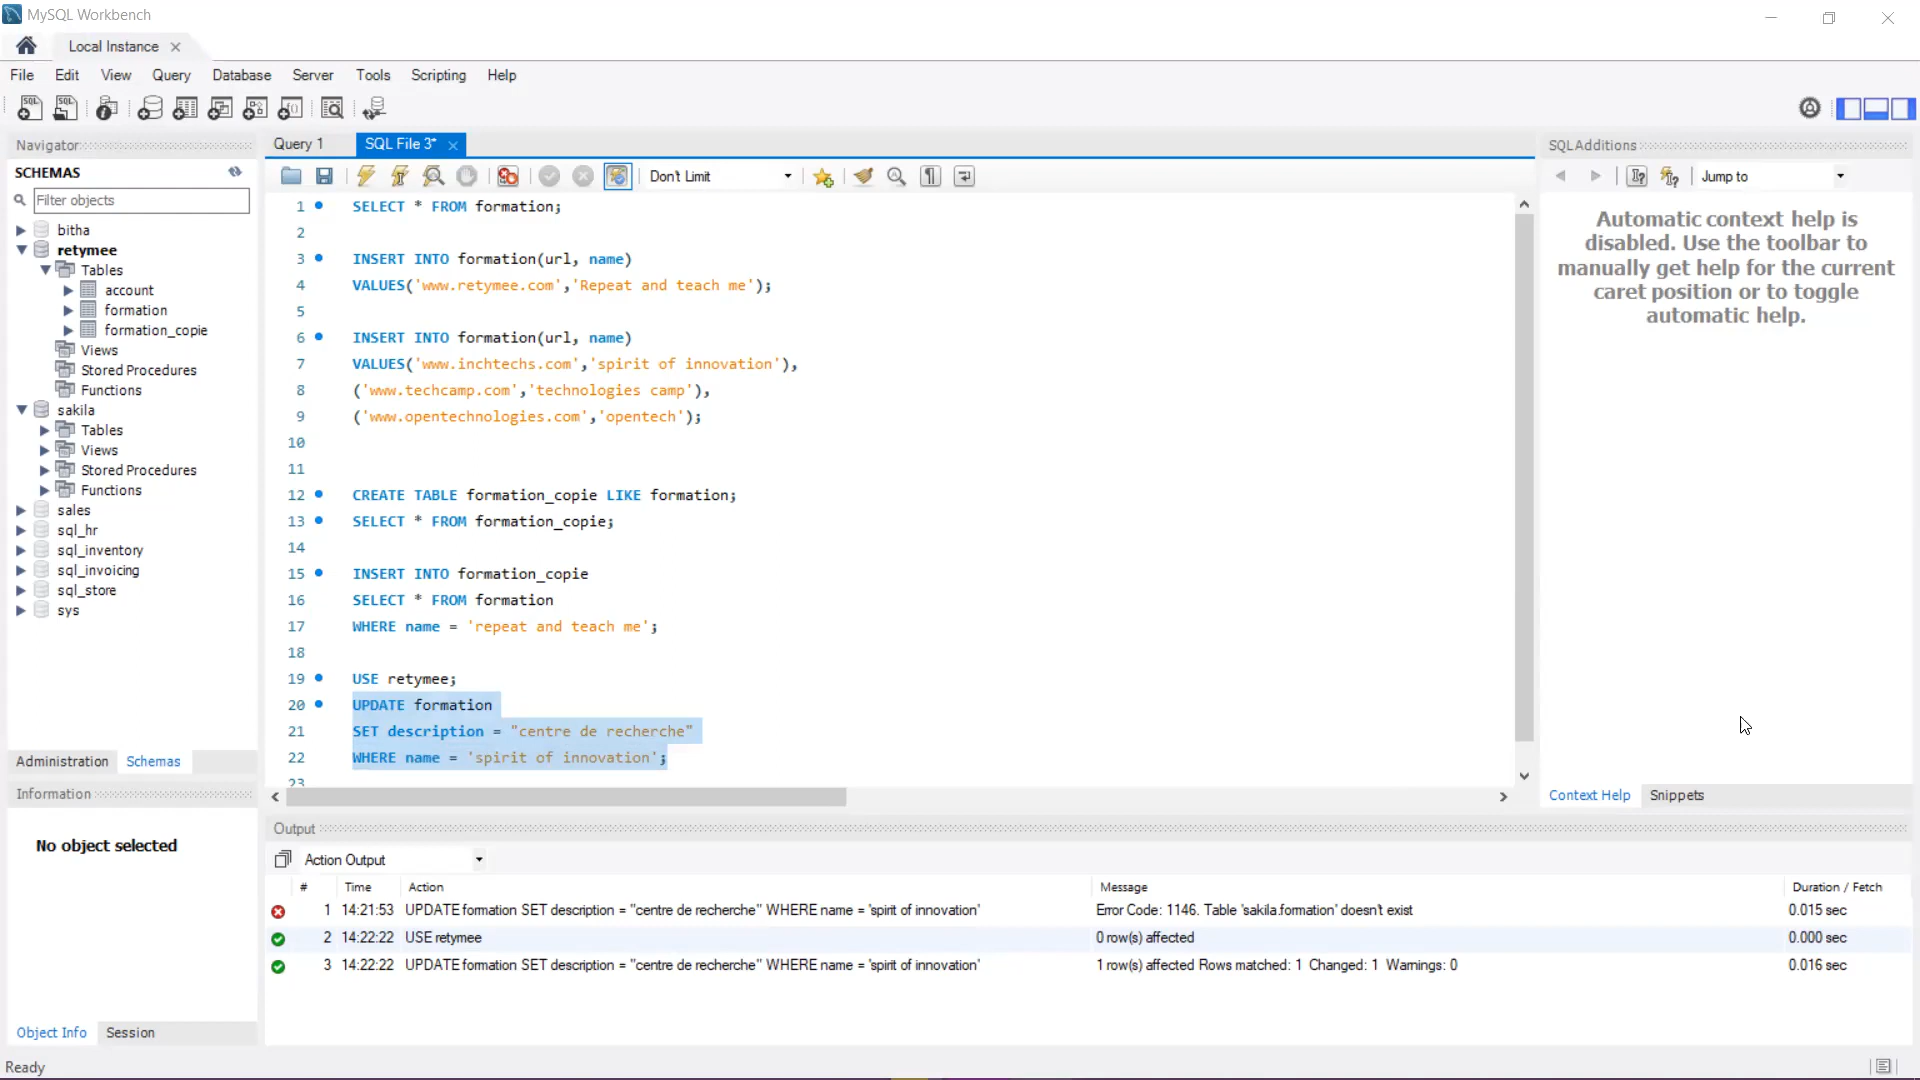 MySQL Workbench
Local Instance
File Edit View Query Database Server Tools Scripting Help
Navigator
SCHEMAS
Filter objects
bitha
retymee
Tables
account
formation
formation_copie
Views
Stored Procedures
Functions
sakila
Tables
Views
Stored Procedures
Functions
sales
sql_hr
sql_inventory
sql_invoicing
sql_store
sys
Administration Schemas
Information
No object selected
Object Info Session
Query 1 SQL File 3*
Don't Limit
1 SELECT * FROM formation;
2
3 INSERT INTO formation(url, name)
4 VALUES('www.retymee.com','Repeat and teach me');
5
6 INSERT INTO formation(url, name)
7 VALUES('www.inchtechs.com','spirit of innovation'),
8 ('www.techcamp.com','technologies camp'),
9 ('www.opentechnologies.com','opentech');
10
11
12 CREATE TABLE formation_copie LIKE formation;
13 SELECT * FROM formation_copie;
14
15 INSERT INTO formation_copie
16 SELECT * FROM formation
17 WHERE name = 'repeat and teach me';
18
19 USE retymee;
20 UPDATE formation
21 SET description = "centre de recherche"
22 WHERE name = 'spirit of innovation';
23
SQLAdditions
Jump to
Automatic context help is
disabled. Use the toolbar to
manually get help for the current
caret position or to toggle
automatic help.
Context Help Snippets
Output
Action Output
# Time Action Message Duration / Fetch
1 14:21:53 UPDATE formation SET description = "centre de recherche" WHERE name = 'spirit of innovation' Error Code: 1146. Table 'sakila.formation' doesn't exist 0.015 sec
2 14:22:22 USE retymee 0 row(s) affected 0.000 sec
3 14:22:22 UPDATE formation SET description = "centre de recherche" WHERE name = 'spirit of innovation' 1 row(s) affected Rows matched: 1 Changed: 1 Warnings: 0 0.016 sec
Ready